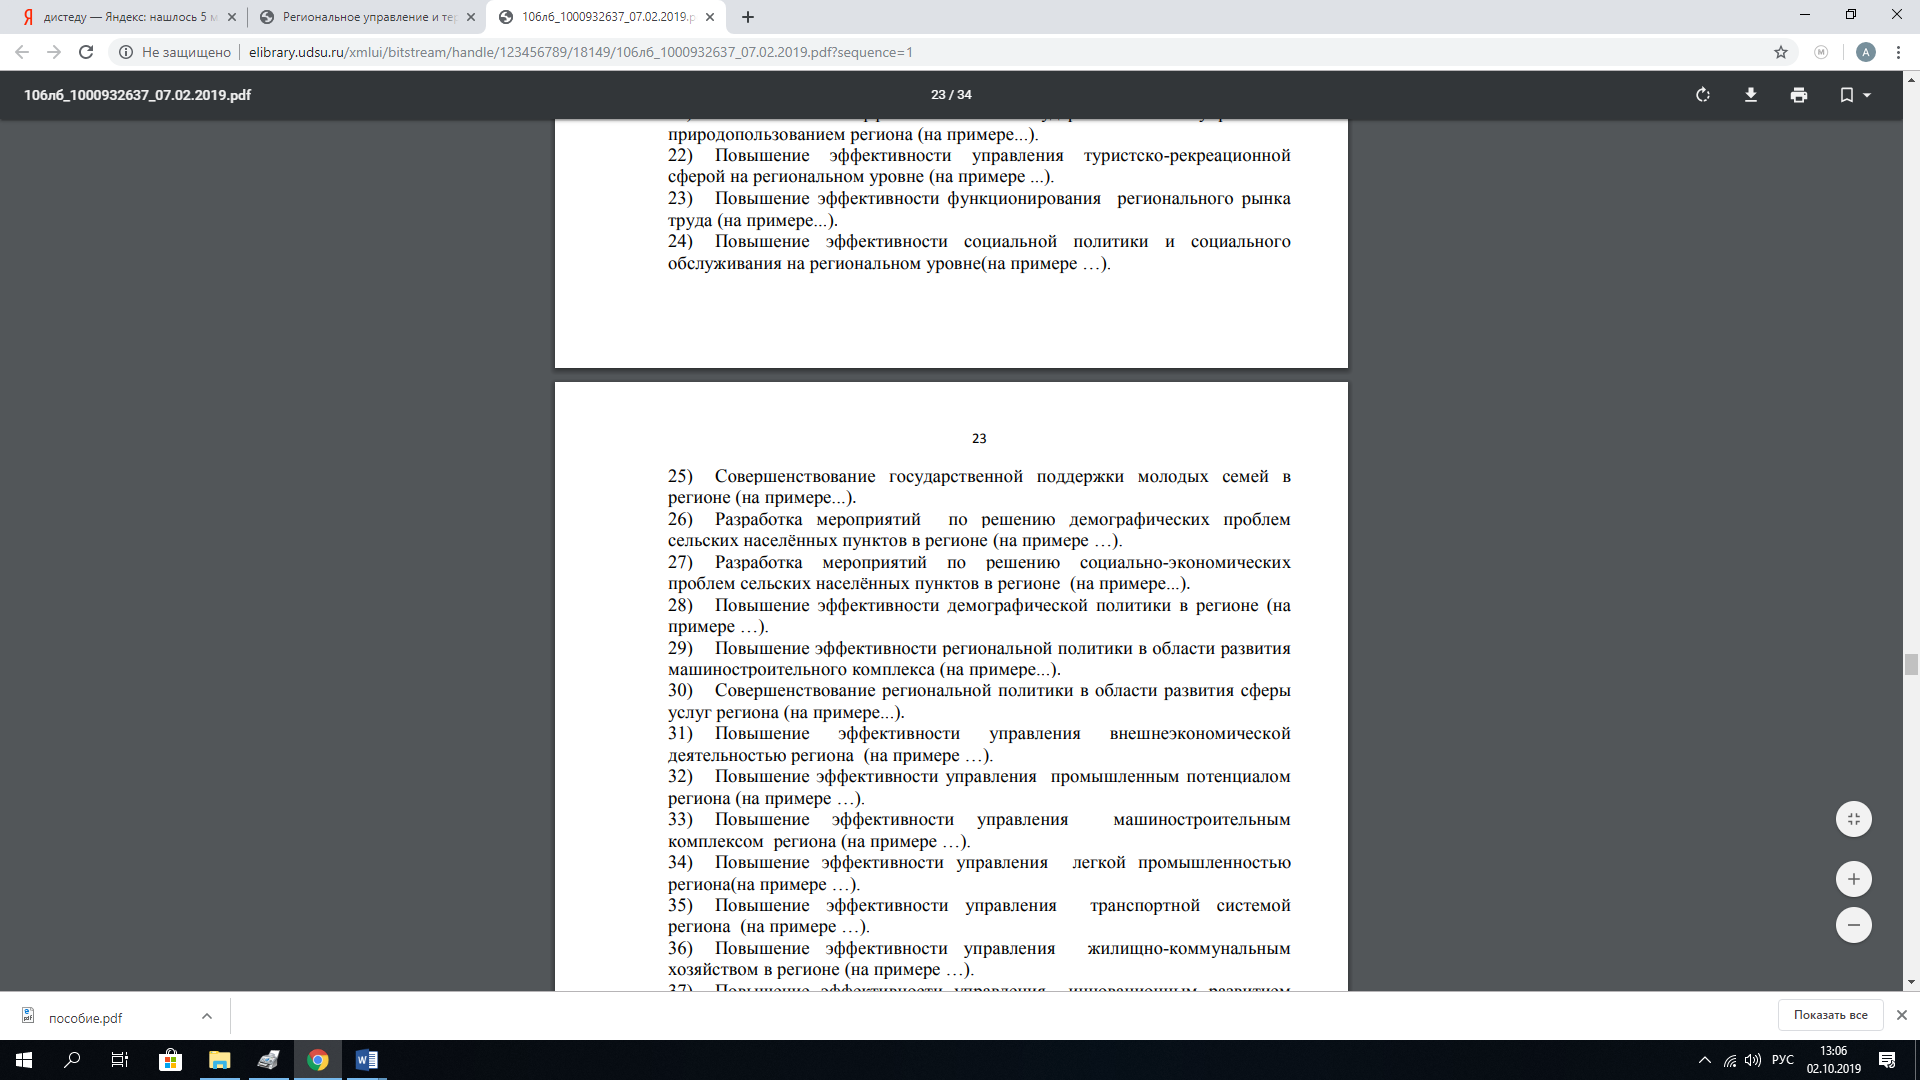 дистеду — Яндекс: нашлось 5 м
Региональное управление и тер
106лб_1000932637_07.02.2019.p
Не защищено
elibrary.udsu.ru/xmlui/bitstream/handle/123456789/18149/106лб_1000932637_07.02.2019.pdf?sequence=1
А
106лб_1000932637_07.02.2019.pdf
23 / 34
природопользованием региона (на примере...).
22) Повышение эффективности управления туристско-рекреационной
сферой на региональном уровне (на примере ...).
23) Повышение эффективности функционирования регионального рынка
труда (на примере...).
24) Повышение эффективности социальной политики и социального
обслуживания на региональном уровне(на примере …).
23
25) Совершенствование государственной поддержки молодых семей в
регионе (на примере...).
26) Разработка мероприятий по решению демографических проблем
сельских населённых пунктов в регионе (на примере …).
27) Разработка мероприятий по решению социально-экономических
проблем сельских населённых пунктов в регионе (на примере...).
28) Повышение эффективности демографической политики в регионе (на
примере …).
29) Повышение эффективности региональной политики в области развития
машиностроительного комплекса (на примере...).
30) Совершенствование региональной политики в области развития сферы
услуг региона (на примере...).
31) Повышение эффективности управления внешнеэкономической
деятельностью региона (на примере …).
32) Повышение эффективности управления промышленным потенциалом
региона (на примере …).
33) Повышение эффективности управления машиностроительным
комплексом региона (на примере …).
34) Повышение эффективности управления легкой промышленностью
региона(на примере …).
35) Повышение эффективности управления транспортной системой
региона (на примере …).
36) Повышение эффективности управления жилищно-коммунальным
хозяйством в регионе (на примере …).
37) Повышение эффективности управления инновационным развитием
пособие.pdf
Показать все
РУС
13:06
02.10.2019